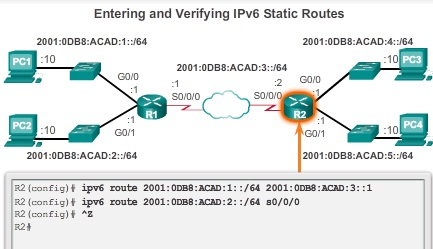 Entering and Verifying IPv6 Static Routes
2001:0DB8:ACAD:1::/64
2001:0DB8:ACAD:4::/64
PC1
:10
G0/0
:1
2001:0DB8:ACAD:3::/64
:1
S0/0/0
:2
S0/0/0
G0/0
:1
:10
PC3
R1
R2
PC2
:10
:1
G0/1
:1
G0/1
:10
PC4
2001:0DB8:ACAD:2::/64
2001:0DB8:ACAD:5::/64
R2(config)# ipv6 route 2001:0DB8:ACAD:1::/64 2001:0DB8:ACAD:3::1
R2(config)# ipv6 route 2001:0DB8:ACAD:2::/64 s0/0/0
R2(config)# ^Z
R2#